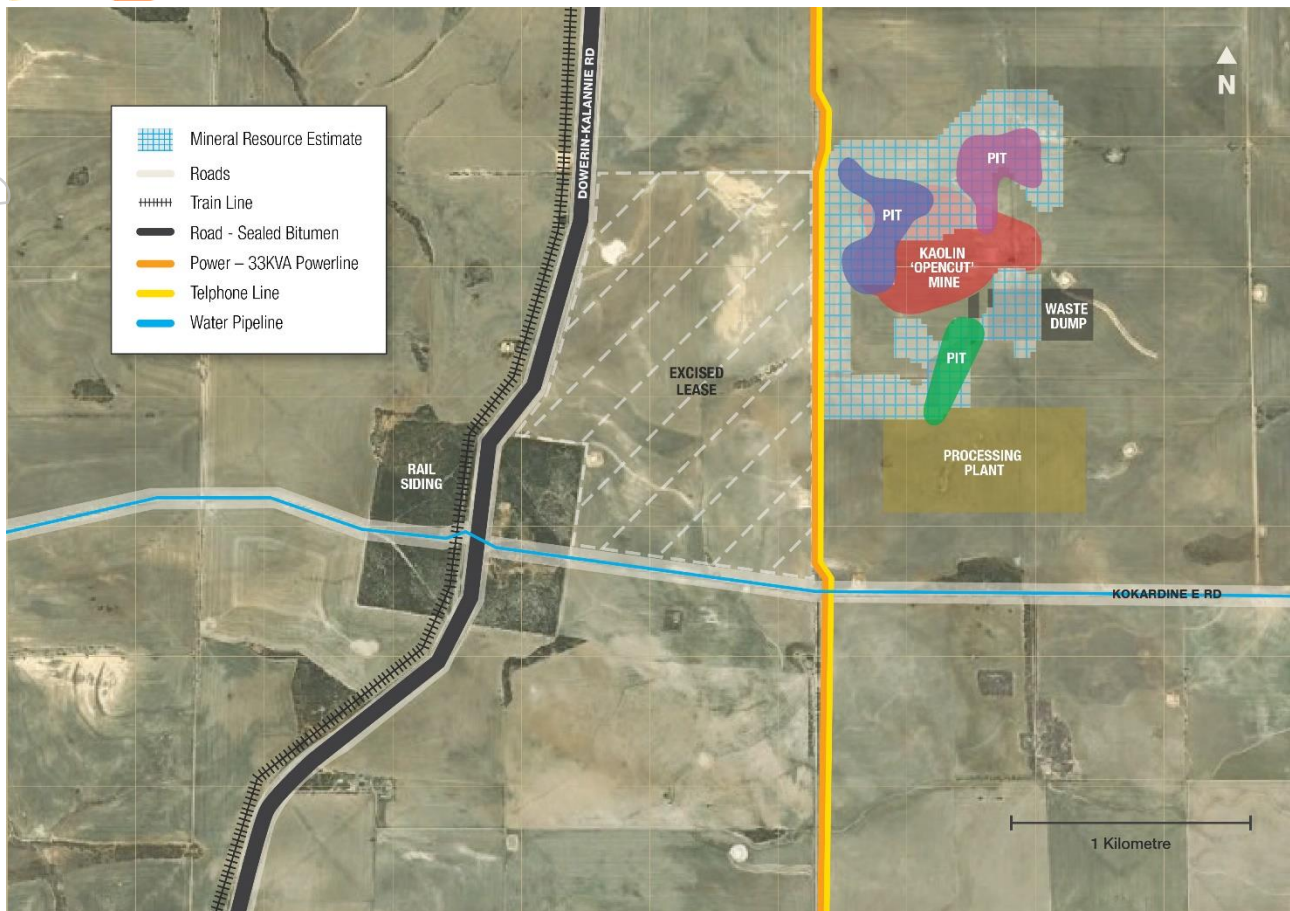 Mineral Resource Estimate
Roads
Train Line
Road - Sealed Bitumen
Power – 33KVA Powerline
Telphone Line
Water Pipeline
DOWERIN-KALANNIE RD
N
PIT
PIT
KAOLIN
‘OPENCUT’
MINE
WASTE
DUMP
PIT
EXCISED
LEASE
RAIL
SIDING
PROCESSING
PLANT
KOKARDINE E RD
1 Kilometre